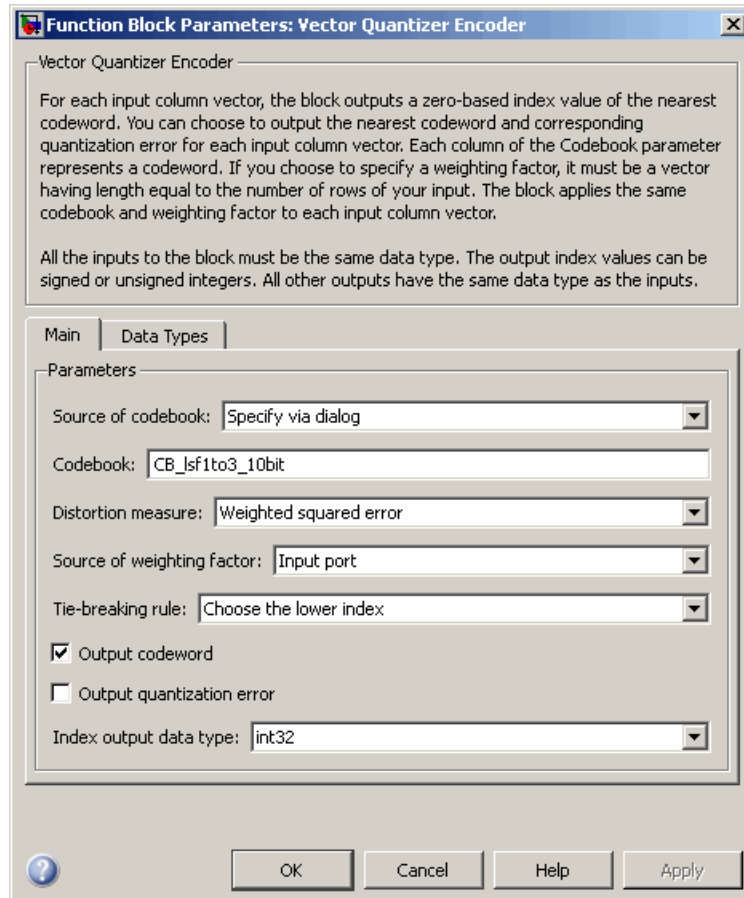 Function Block Parameters: Vector Quantizer Encoder
Vector Quantizer Encoder
For each input column vector, the block outputs a zero-based index value of the nearest
codeword. You can choose to output the nearest codeword and corresponding
quantization error for each input column vector. Each column of the Codebook parameter
represents a codeword. If you choose to specify a weighting factor, it must be a vector
having length equal to the number of rows of your input. The block applies the same
codebook and weighting factor to each input column vector.
All the inputs to the block must be the same data type. The output index values can be
signed or unsigned integers. All other outputs have the same data type as the inputs.
Main Data Types
Parameters
Source of codebook: Specify via dialog
Codebook: CB_lsf1to3_10bit
Distortion measure: Weighted squared error
Source of weighting factor: Input port
Tie-breaking rule: Choose the lower index
Output codeword
Output quantization error
Index output data type: int32
? OK Cancel Help Apply